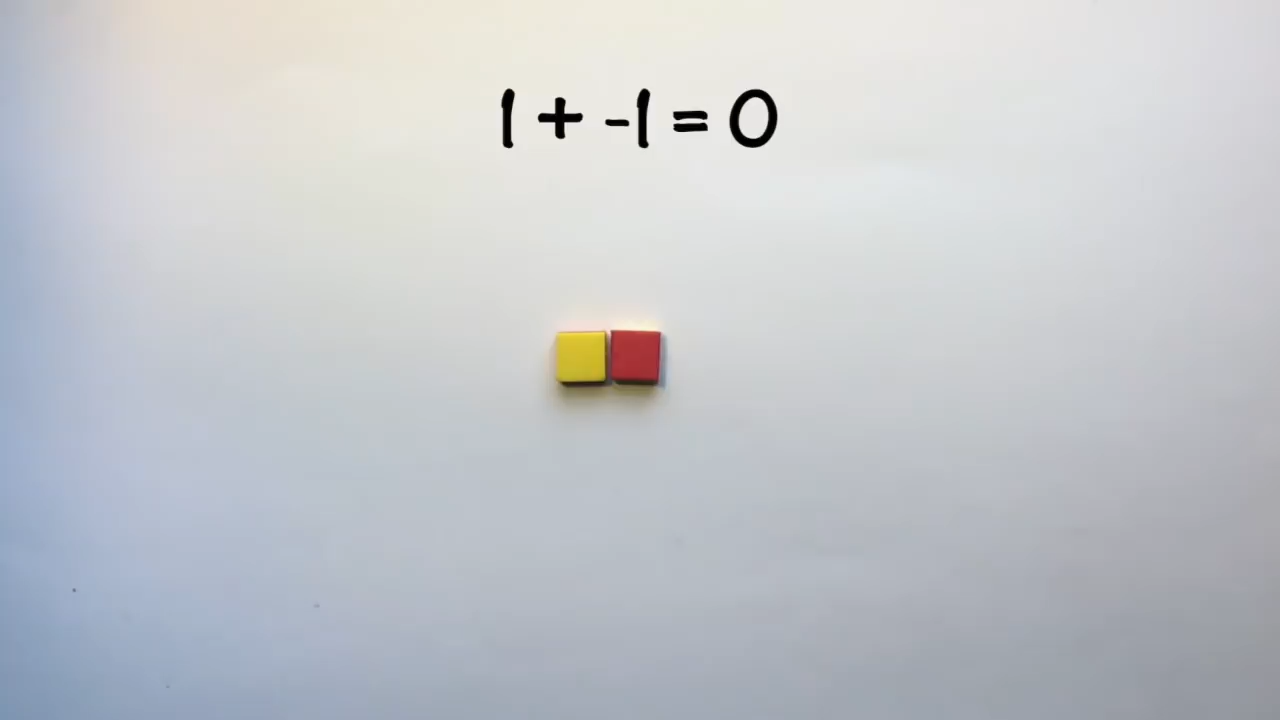 1 + -1 = 0